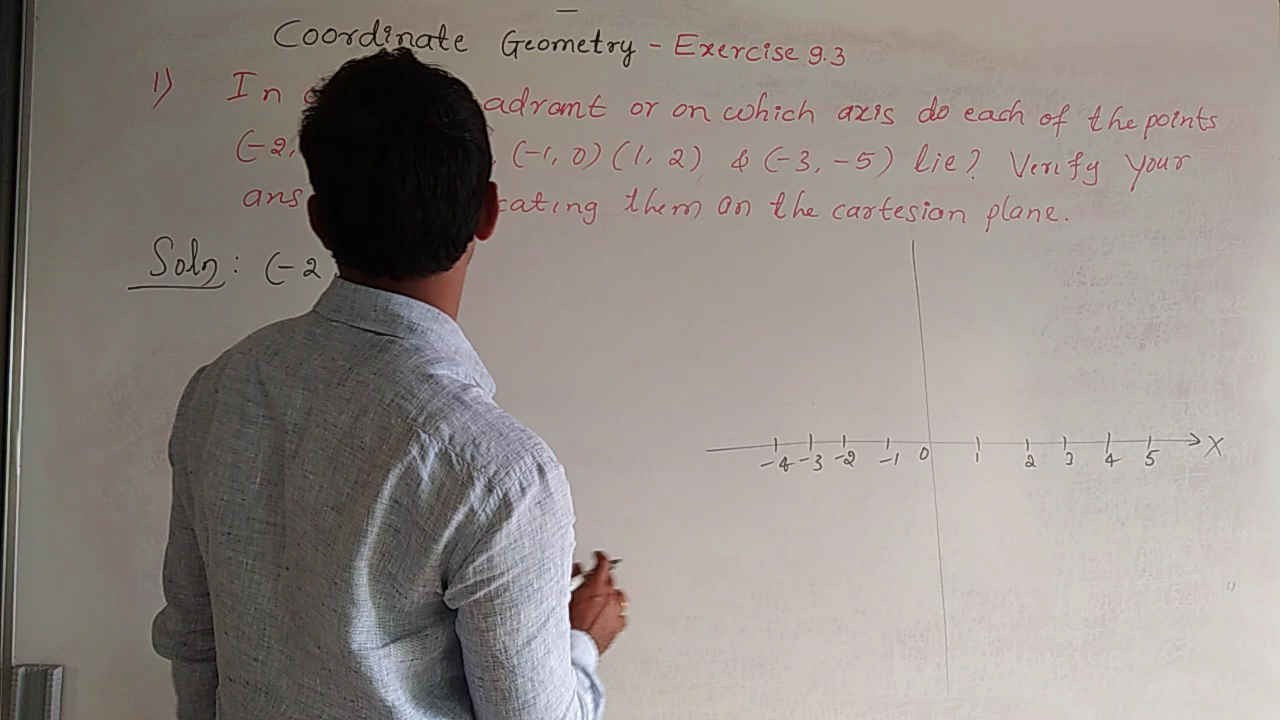 Coordinate Geometry - Exercise 9.3
1) In adrant or on which axis do each of the points
(-2, (-1, 0) (1, 2) & (-3, -5) lie? Verify your
ans cating them on the cartesian plane.
Soln: (-2
-4 -3 -2 -1 0 1 2 3 4 5 X